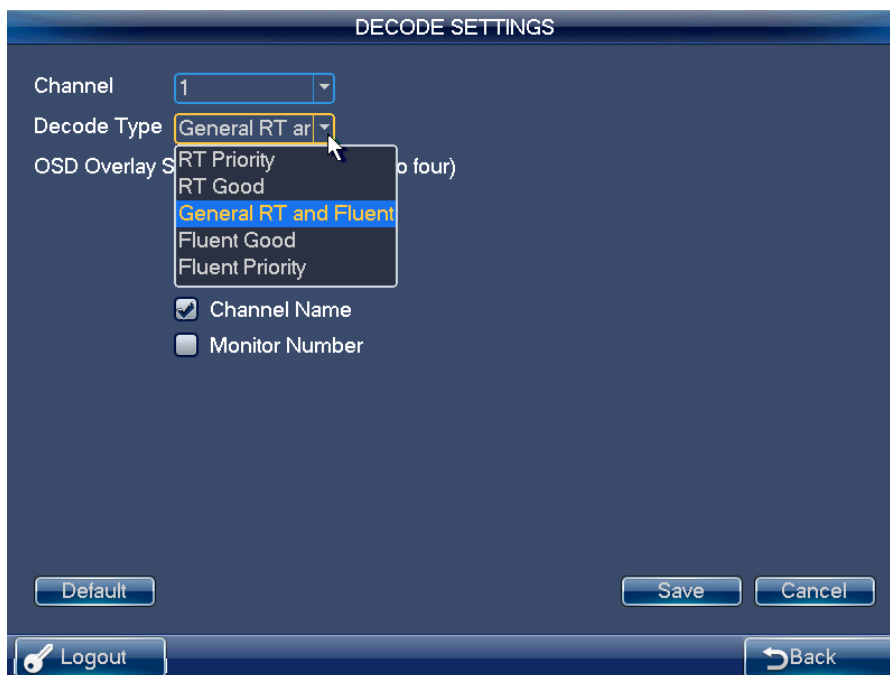 DECODE SETTINGS
Channel 1
Decode Type General RT ar
OSD Overlay S o four)
RT Priority
RT Good
General RT and Fluent
Fluent Good
Fluent Priority
Channel Name
Monitor Number
Default Save Cancel
Logout Back